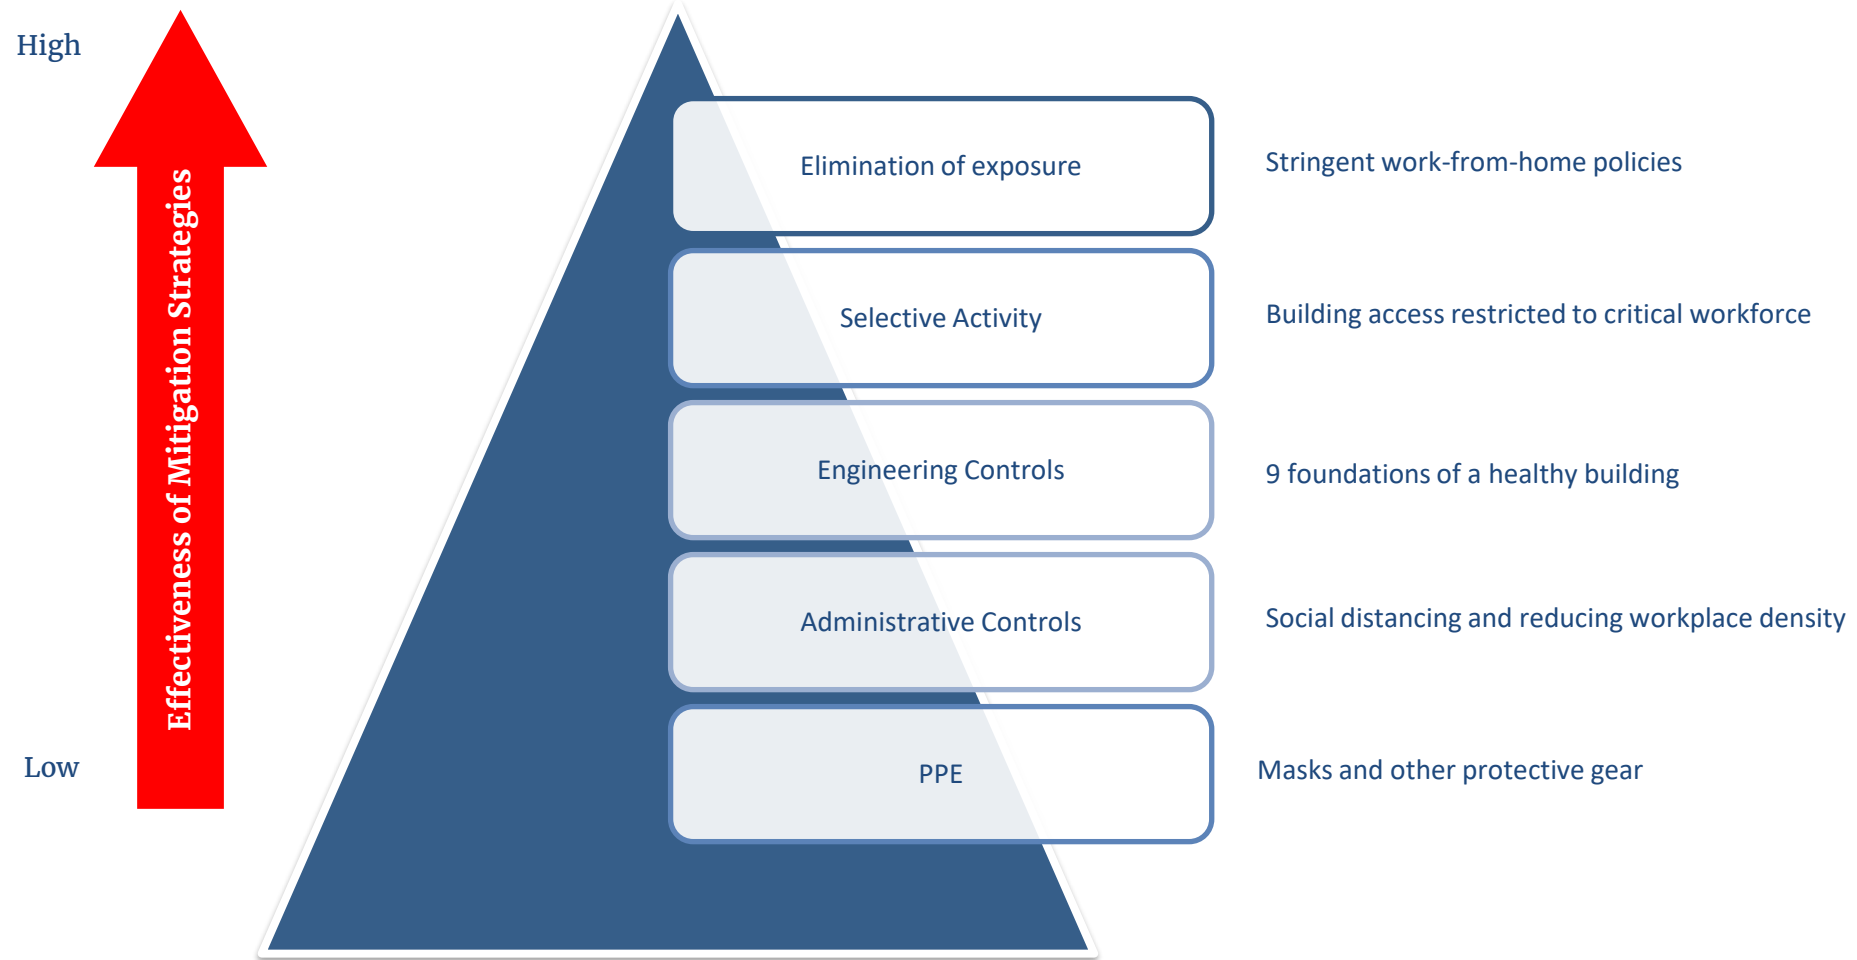 High
Effectiveness of Mitigation Strategies
Low
Elimination of exposure
Stringent work-from-home policies
Selective Activity
Building access restricted to critical workforce
Engineering Controls
9 foundations of a healthy building
Administrative Controls
Social distancing and reducing workplace density
PPE
Masks and other protective gear